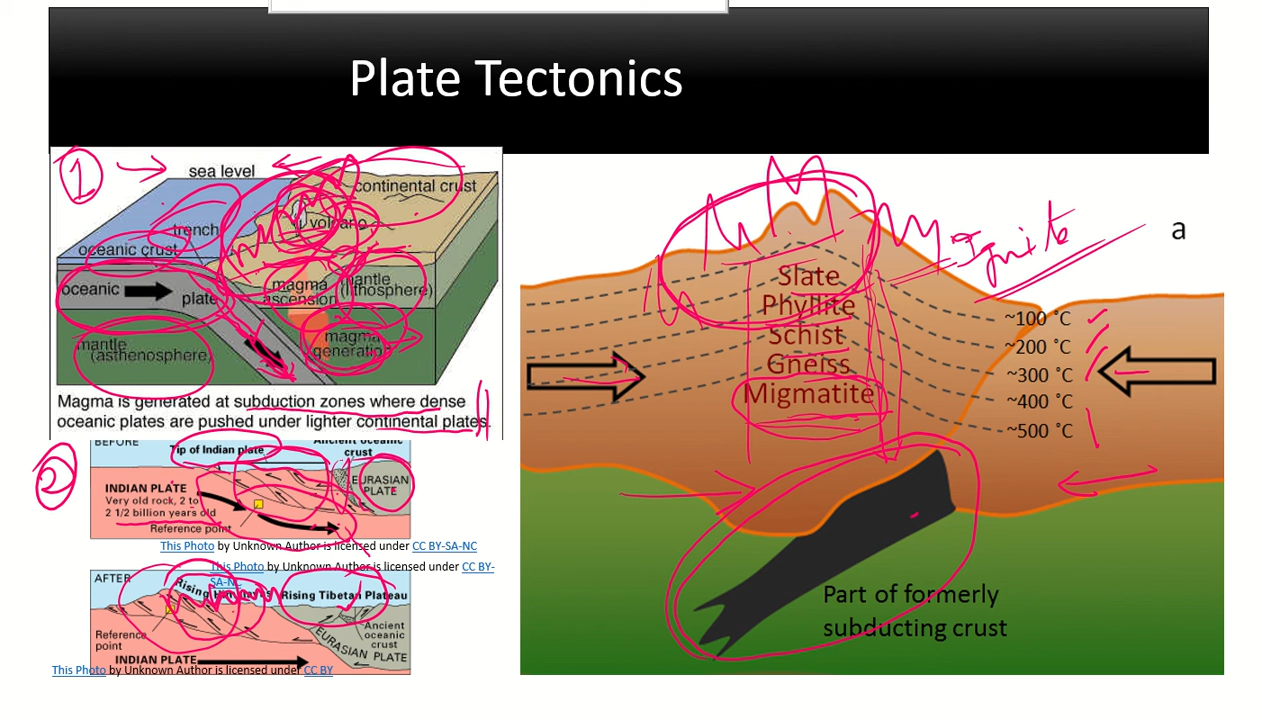 Plate Tectonics
1
sea level
continental crust
trench
volcano
oceanic crust
oceanic
plate
magma
ascension
mantle
(lithosphere)
mantle
(asthenosphere)
magma
generation
Magma is generated at subduction zones where dense
oceanic plates are pushed under lighter continental plates.
2
BEFORE
Tip of Indian plate
Ancient oceanic
crust
INDIAN PLATE
Very old rock, 2 to
2 1/2 billion years old
Reference point
EURASIAN
PLATE
This Photo by Unknown Author is licensed under CC BY-SA-NC
This Photo by Unknown Author is licensed under CC BY-
SA-NC
AFTER
Rising Himalayas
Rising Tibetan Plateau
Reference
point
Ancient
oceanic
crust
EURASIAN PLATE
INDIAN PLATE
This Photo by Unknown Author is licensed under CC BY
a
Ignite
Slate
Phyllite
Schist
Gneiss
Migmatite
~100 °C
~200 °C
~300 °C
~400 °C
~500 °C
Part of formerly
subducting crust